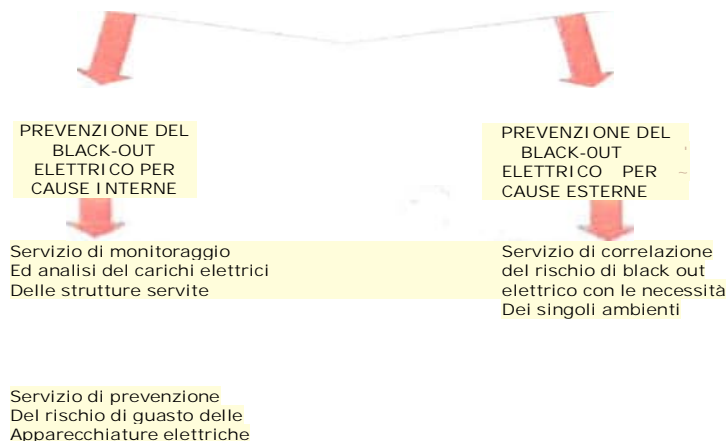 PREVENZIONE DEL
BLACK-OUT
ELETTRICO PER
CAUSE INTERNE
PREVENZIONE DEL
BLACK-0UT
ELETTRICO PER
CAUSE ESTERNE
Servizio di monitoraggio
Ed analisi del carichi elettrici
Delle strutture servite
Servizio di correlazione
del rischio di black out
elettrico con le necessità
Dei singoli ambienti
Servizio di prevenzione
Del rischio di guasto delle
Apparecchiature elettriche